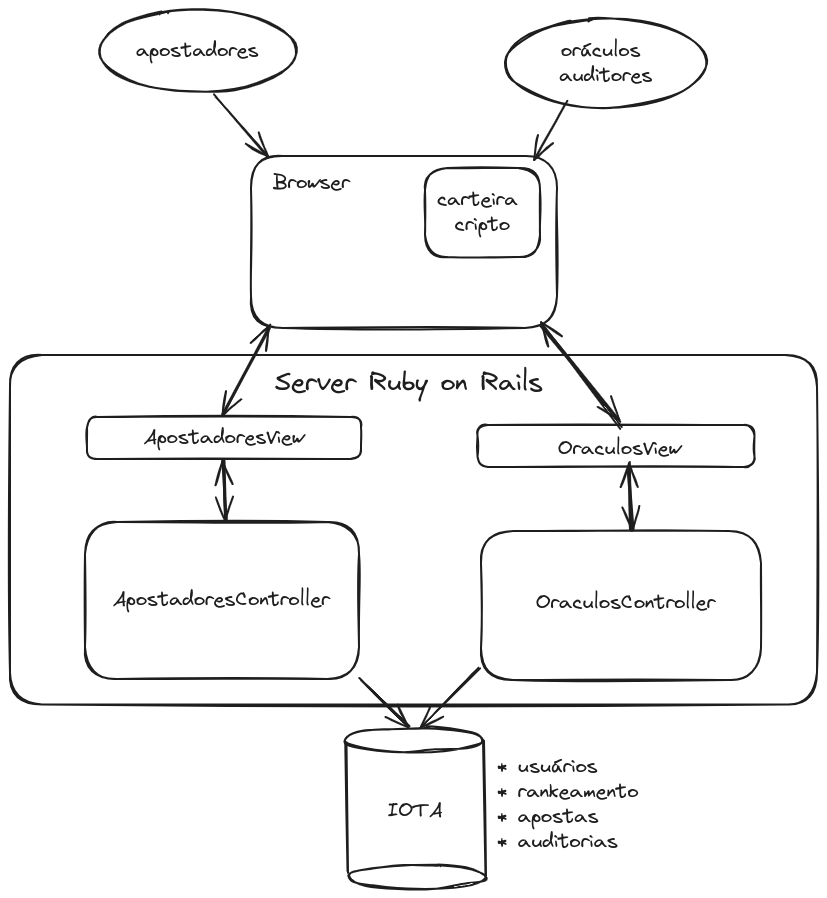 apostadores
oráculos
auditores
Browser
carteira
cripto
Server Ruby on Rails
ApostadoresView
OraculosView
ApostadoresController
OraculosController
IOTA
* usuários
* rankeamento
* apostas
* auditorias